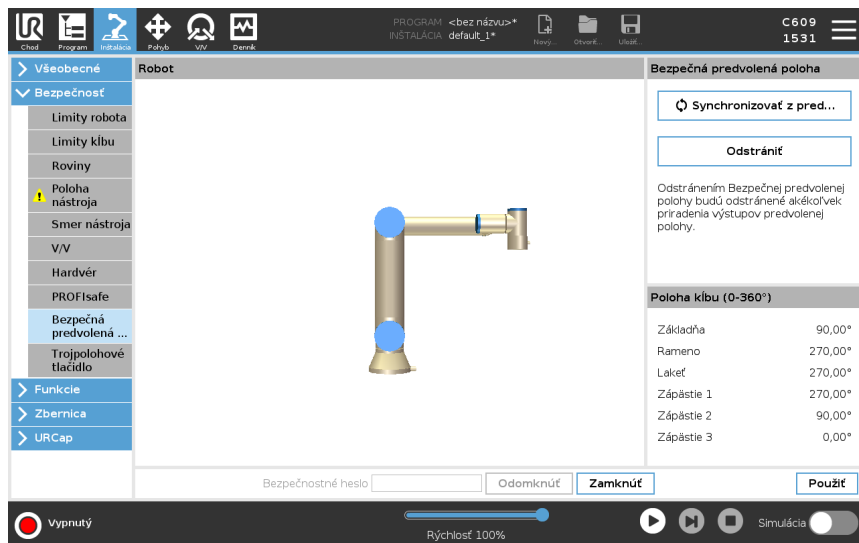 PROGRAM <bez názvu>*
INŠTALÁCIA default_1*
C609
1531
Chod Program Inštalácia Pohyb V/V Denník
Nový... Otvoriť... Uložiť...
Všeobecné
Bezpečnosť
Limity robota
Limity kĺbu
Roviny
Poloha
nástroja
Smer nástroja
V/V
Hardvér
PROFIsafe
Bezpečná
predvolená ...
Trojpolohové
tlačidlo
Funkcie
Zbernica
URCap
Robot
Bezpečná predvolená poloha
Synchronizovať z pred...
Odstrániť
Odstránením Bezpečnej predvolenej
polohy budú odstránené akékoľvek
priradenia výstupov predvolenej
polohy.
Poloha kĺbu (0-360°)
Základňa 90,00°
Rameno 270,00°
Lakeť 270,00°
Zápästie 1 270,00°
Zápästie 2 90,00°
Zápästie 3 0,00°
Bezpečnostné heslo Odomknúť Zamknúť Použiť
Vypnutý
Rýchlosť 100%
Simulácia